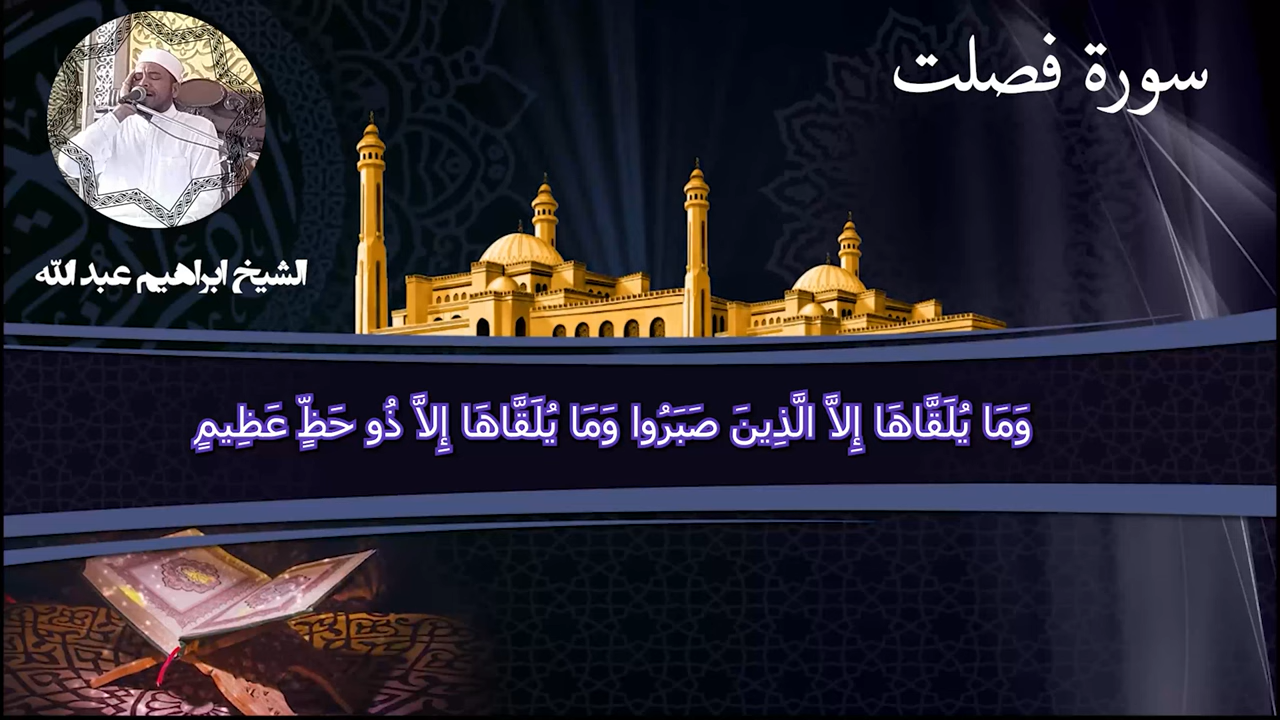 سورة فصلت
الشيخ ابراهيم عبد الله
وَمَا يُلَقَّاهَا إِلاَّ الَّذِينَ صَبَرُوا وَمَا يُلَقَّاهَا إِلاَّ ذُو حَظٍّ عَظِيمٍ